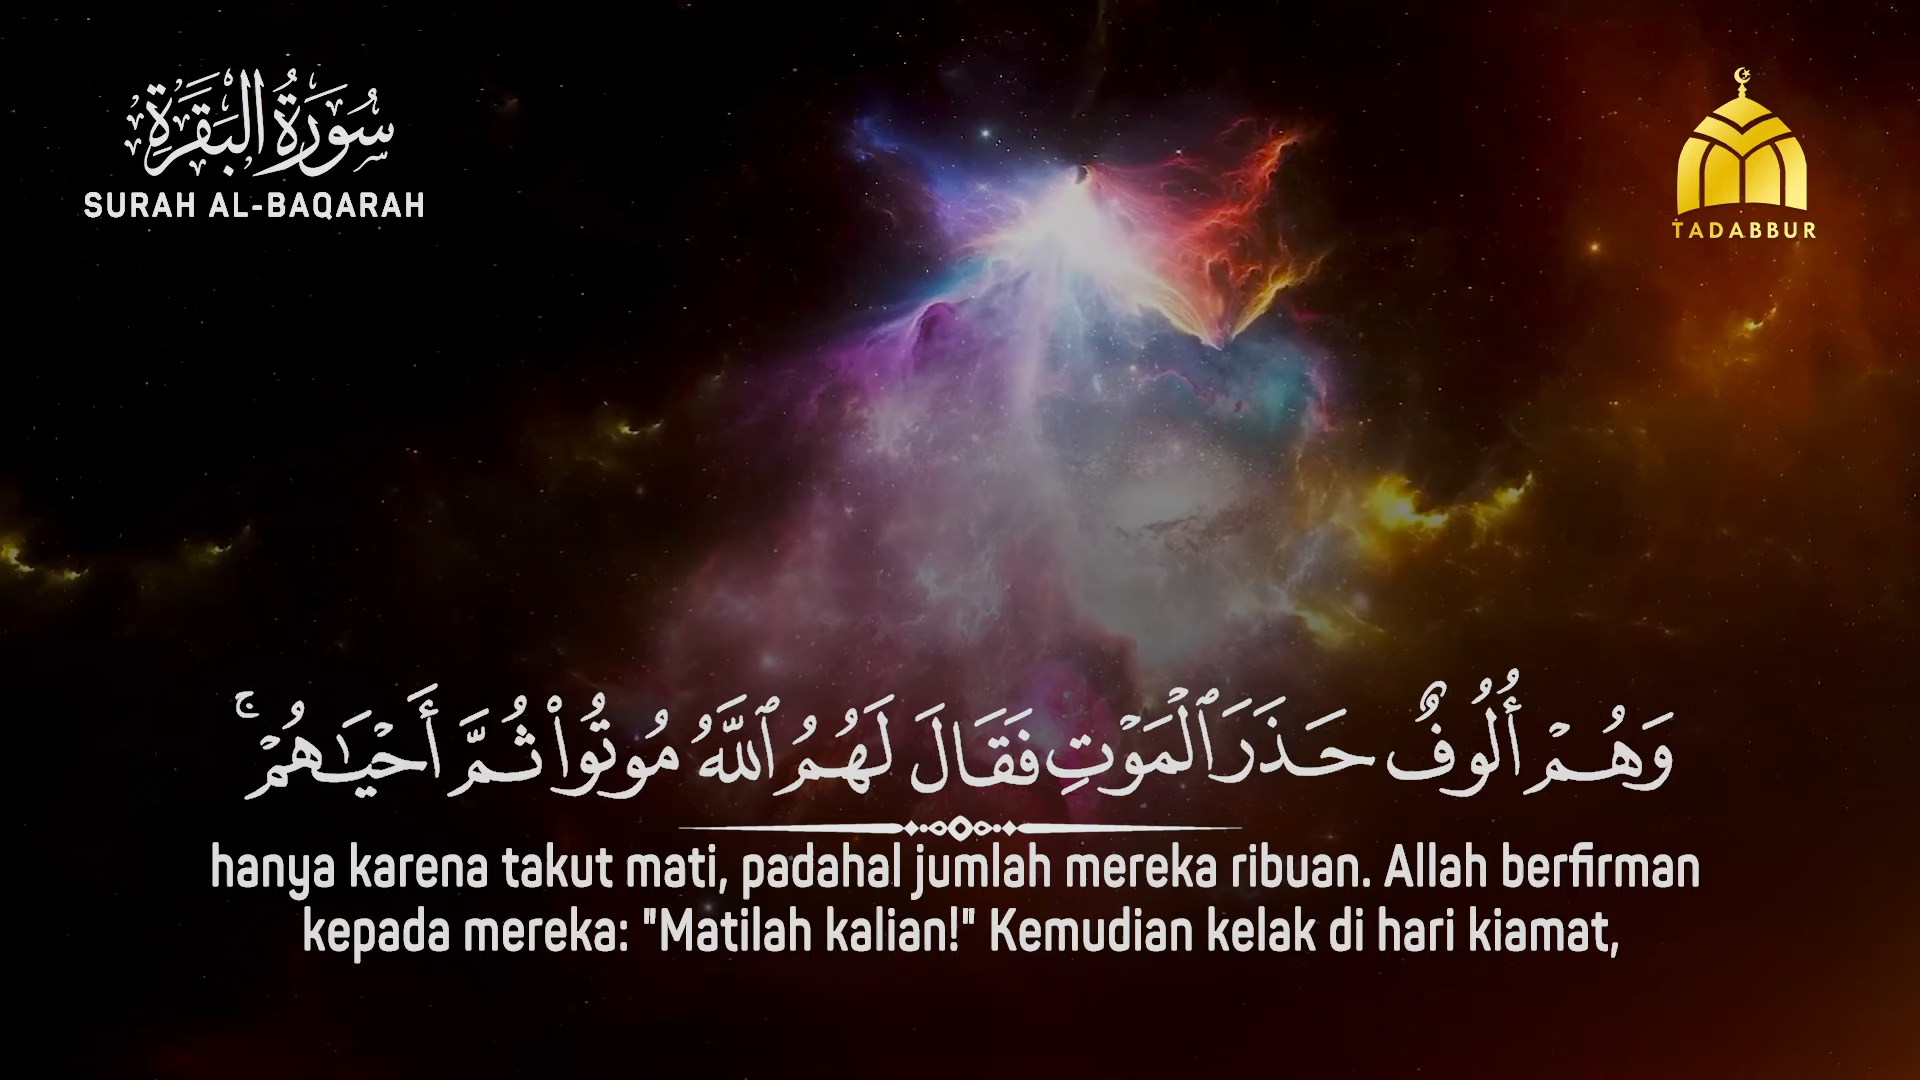 سُورَةُ البَقَرَةِ
SURAH AL-BAQARAH
TADABBUR
وَهُمْ أُلُوفٌ حَذَرَ ٱلْمَوْتِ فَقَالَ لَهُمُ ٱللَّهُ مُوتُوا۟ ثُمَّ أَحْيَـٰهُمْ ۚ
hanya karena takut mati, padahal jumlah mereka ribuan. Allah berfirman
kepada mereka: "Matilah kalian!" Kemudian kelak di hari kiamat,